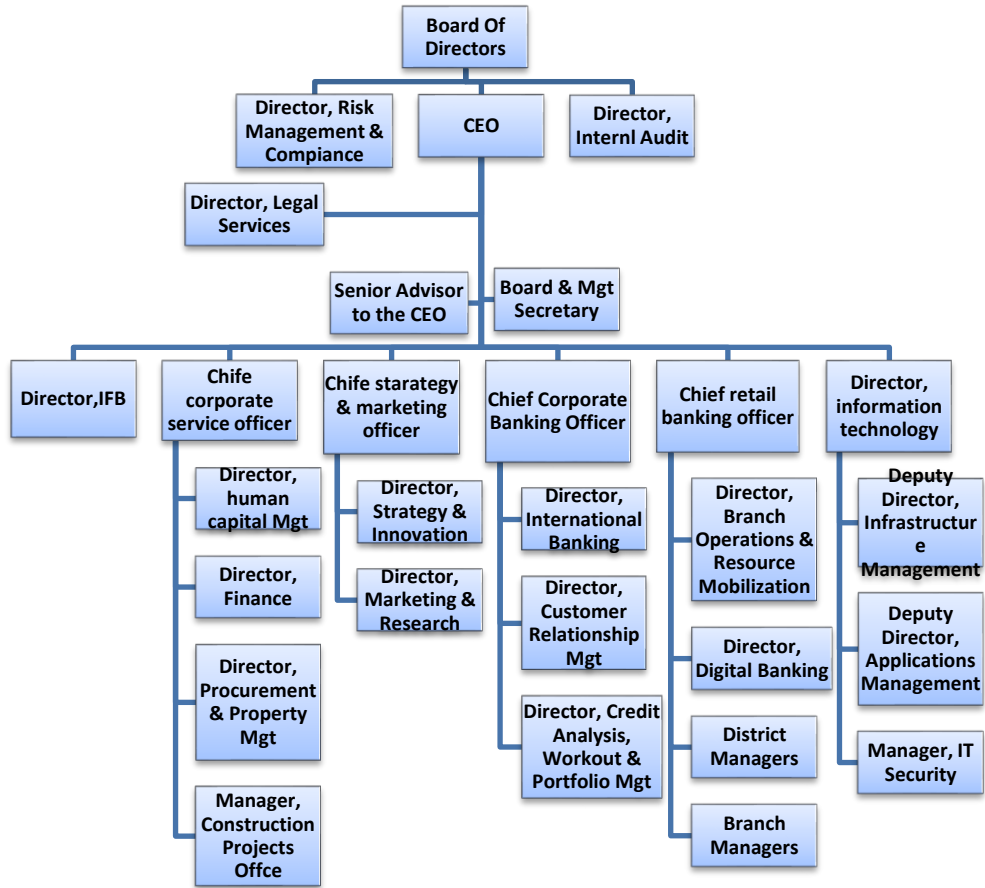 Board Of
Directors
Director, Risk
Management &
Compiance
CEO
Director,
Internl Audit
Director, Legal
Services
Senior Advisor
to the CEO
Board & Mgt
Secretary
Director,IFB
Chife
corporate
service officer
Chife starategy
& marketing
officer
Chief Corporate
Banking Officer
Chief retail
banking officer
Director,
information
technology
Director,
human
capital Mgt
Director,
Finance
Director,
Procurement
& Property
Mgt
Manager,
Construction
Projects
Offce
Director,
Strategy &
Innovation
Director,
Marketing &
Research
Director,
International
Banking
Director,
Customer
Relationship
Mgt
Director, Credit
Analysis,
Workout &
Portfolio Mgt
Director,
Branch
Operations &
Resource
Mobilization
Director,
Digital Banking
District
Managers
Branch
Managers
Deputy
Director,
Infrastructur
e
Management
Deputy
Director,
Applications
Management
Manager, IT
Security